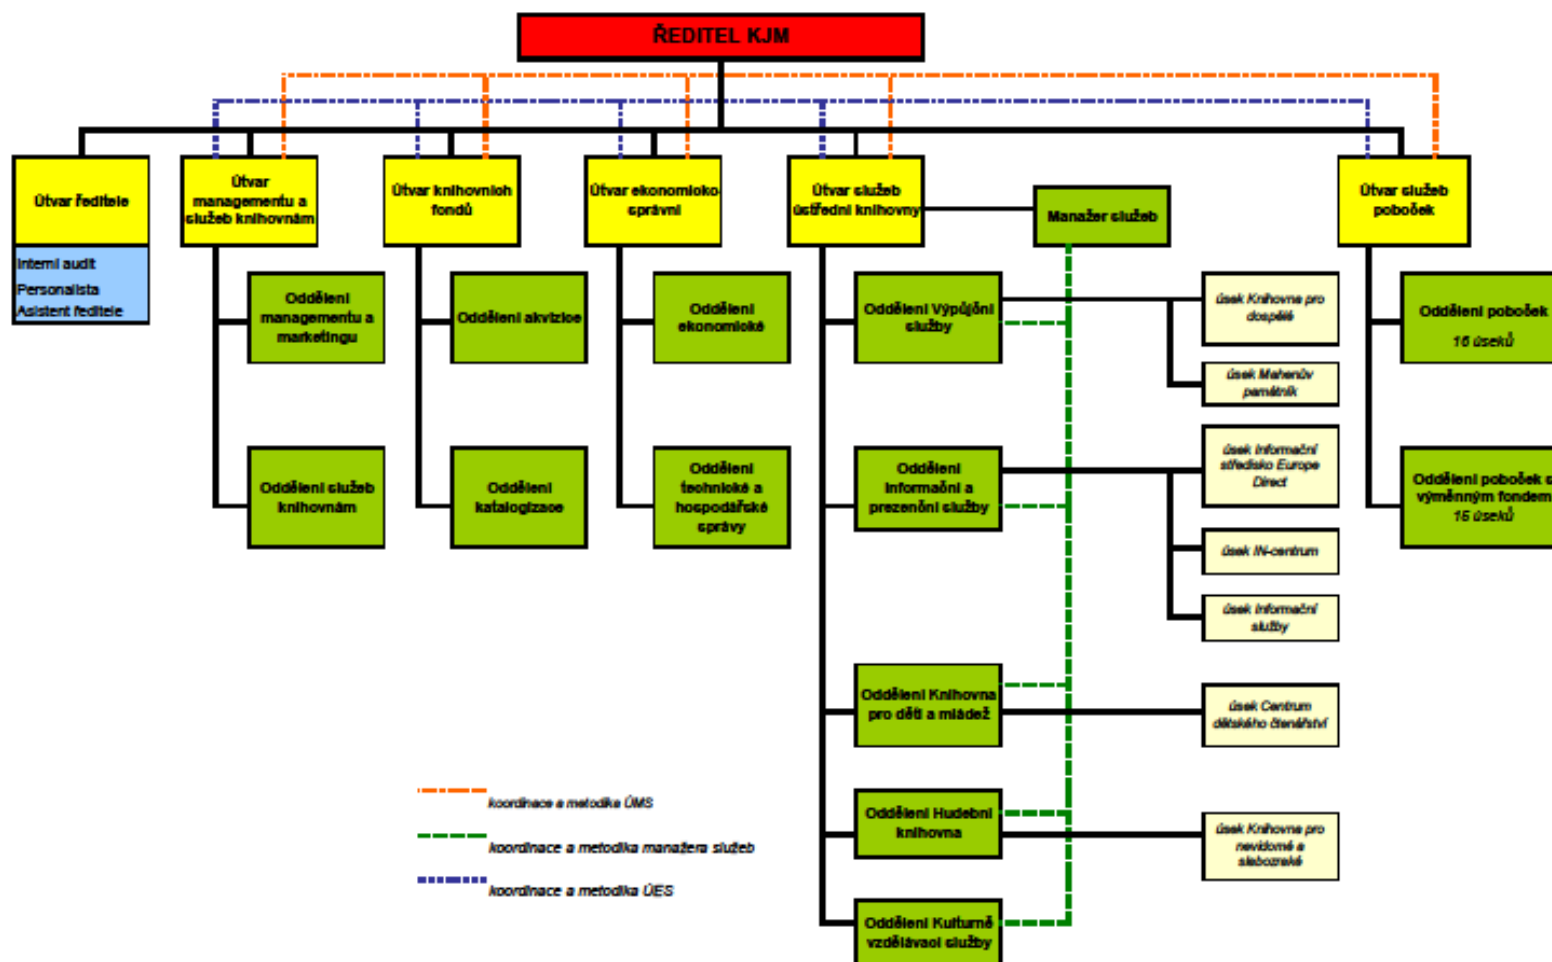 ŘEDITEL KJM
Útvar ředitele
Interní audit
Personalista
Asistent ředitele
Útvar
managementu a
služeb knihovnám
Útvar knihovních
fondů
Útvar ekonomicko-
správní
Útvar služeb
ústřední knihovny
Manažer služeb
Útvar služeb
poboček
Oddělení
managementu a
marketingu
Oddělení akvizice
Oddělení
ekonomické
Oddělení Výpůjční
služby
úsek Knihovna pro
dospělé
úsek Mahenův
památník
Oddělení poboček
16 úseků
Oddělení služeb
knihovnám
Oddělení
katalogizace
Oddělení
technické a
hospodářské
správy
Oddělení
Informační a
prezenční služby
úsek Informační
středisko Europe
Direct
úsek IN-centrum
úsek Informační
služby
Oddělení poboček s
výměnným fondem
15 úseků
Oddělení Knihovna
pro děti a mládež
úsek Centrum
dětského čtenářství
Oddělení Hudební
knihovna
úsek Knihovna pro
nevidomé a
slabozraké
Oddělení Kulturně
vzdělávací služby
koordinace a metodika ÚMS
koordinace a metodika manažera služeb
koordinace a metodika ÚES